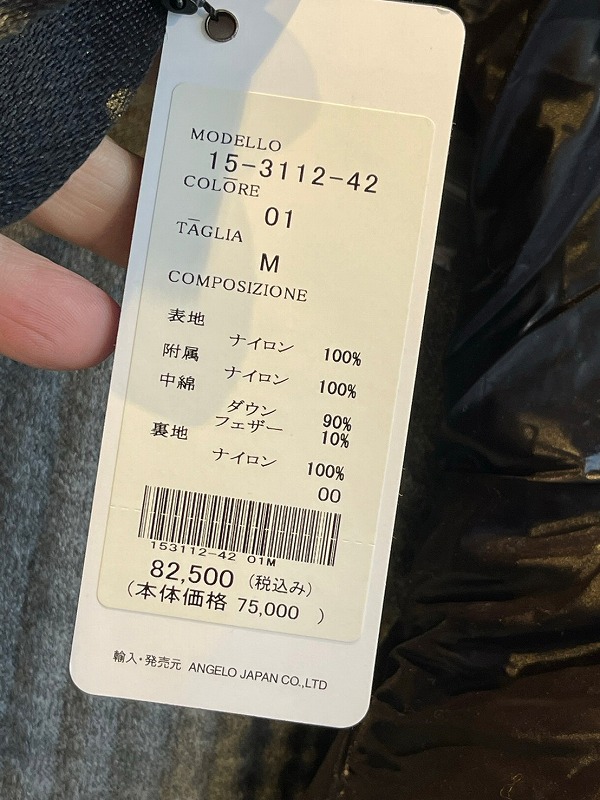 MODELLO
15-3112-42
COLORE
01
TAGLIA
M
COMPOSIZIONE
表地
ナイロン 100%
附属
ナイロン 100%
中綿
ダウン 90%
フェザー 10%
裏地
ナイロン 100%
00
153112-42 01M
82,500 (税込み)
(本体価格 75,000 )
輸入・発売元 ANGELO JAPAN CO.,LTD